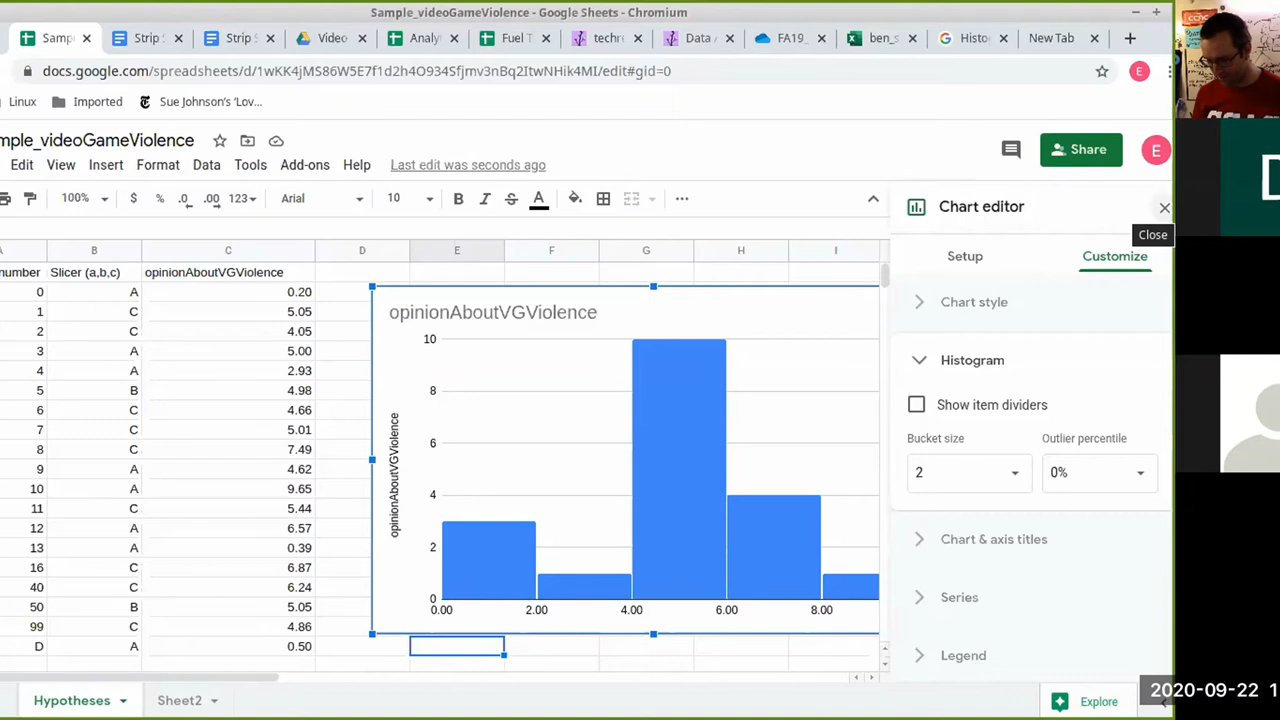 Sample_videoGameViolence - Google Sheets - Chromium
Samp Strip S Strip S Video Analy Fuel T techre Data A FA19_ ben_s Histo New Tab
docs.google.com/spreadsheets/d/1wKK4jMS86W5E7f1d2h4O934Sfjmv3nBq2ItwNHik4MI/edit#gid=0 E
Linux Imported Sue Johnson's 'Lov...
mple_videoGameViolence
Share E
Edit View Insert Format Data Tools Add-ons Help Last edit was seconds ago
100% $ % .0 .00 123 Arial 10 B I S A ...
Chart editor
Close
A B C D E F G H I
Setup Customize
number Slicer (a,b,c) opinionAboutVGViolence
0 A 0.20
1 C 5.05
2 C 4.05
3 A 5.00
4 A 2.93
5 B 4.98
6 C 4.66
7 C 5.01
8 C 7.49
9 A 4.62
10 A 9.65
11 C 5.44
12 A 6.57
13 A 0.39
16 C 6.87
40 C 6.24
50 B 5.05
99 C 4.86
D A 0.50
opinionAboutVGViolence
opinionAboutVGViolence
10
8
6
4
2
0
0.00 2.00 4.00 6.00 8.00
Chart style
Histogram
Show item dividers
Bucket size Outlier percentile
2 0%
Chart & axis titles
Series
Legend
Hypotheses Sheet2
Explore
2020-09-22 1
D